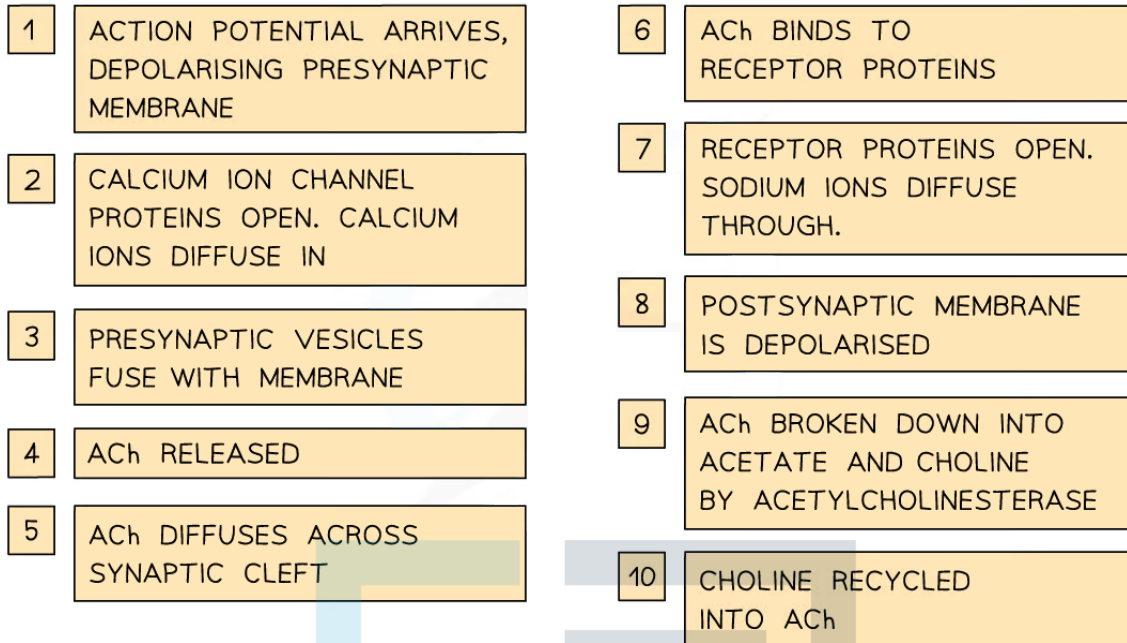 1
ACTION POTENTIAL ARRIVES,
DEPOLARISING PRESYNAPTIC
MEMBRANE
2
CALCIUM ION CHANNEL
PROTEINS OPEN. CALCIUM
IONS DIFFUSE IN
3
PRESYNAPTIC VESICLES
FUSE WITH MEMBRANE
4
ACh RELEASED
5
ACh DIFFUSES ACROSS
SYNAPTIC CLEFT
6
ACh BINDS TO
RECEPTOR PROTEINS
7
RECEPTOR PROTEINS OPEN.
SODIUM IONS DIFFUSE
THROUGH.
8
POSTSYNAPTIC MEMBRANE
IS DEPOLARISED
9
ACh BROKEN DOWN INTO
ACETATE AND CHOLINE
BY ACETYLCHOLINESTERASE
10
CHOLINE RECYCLED
INTO ACh